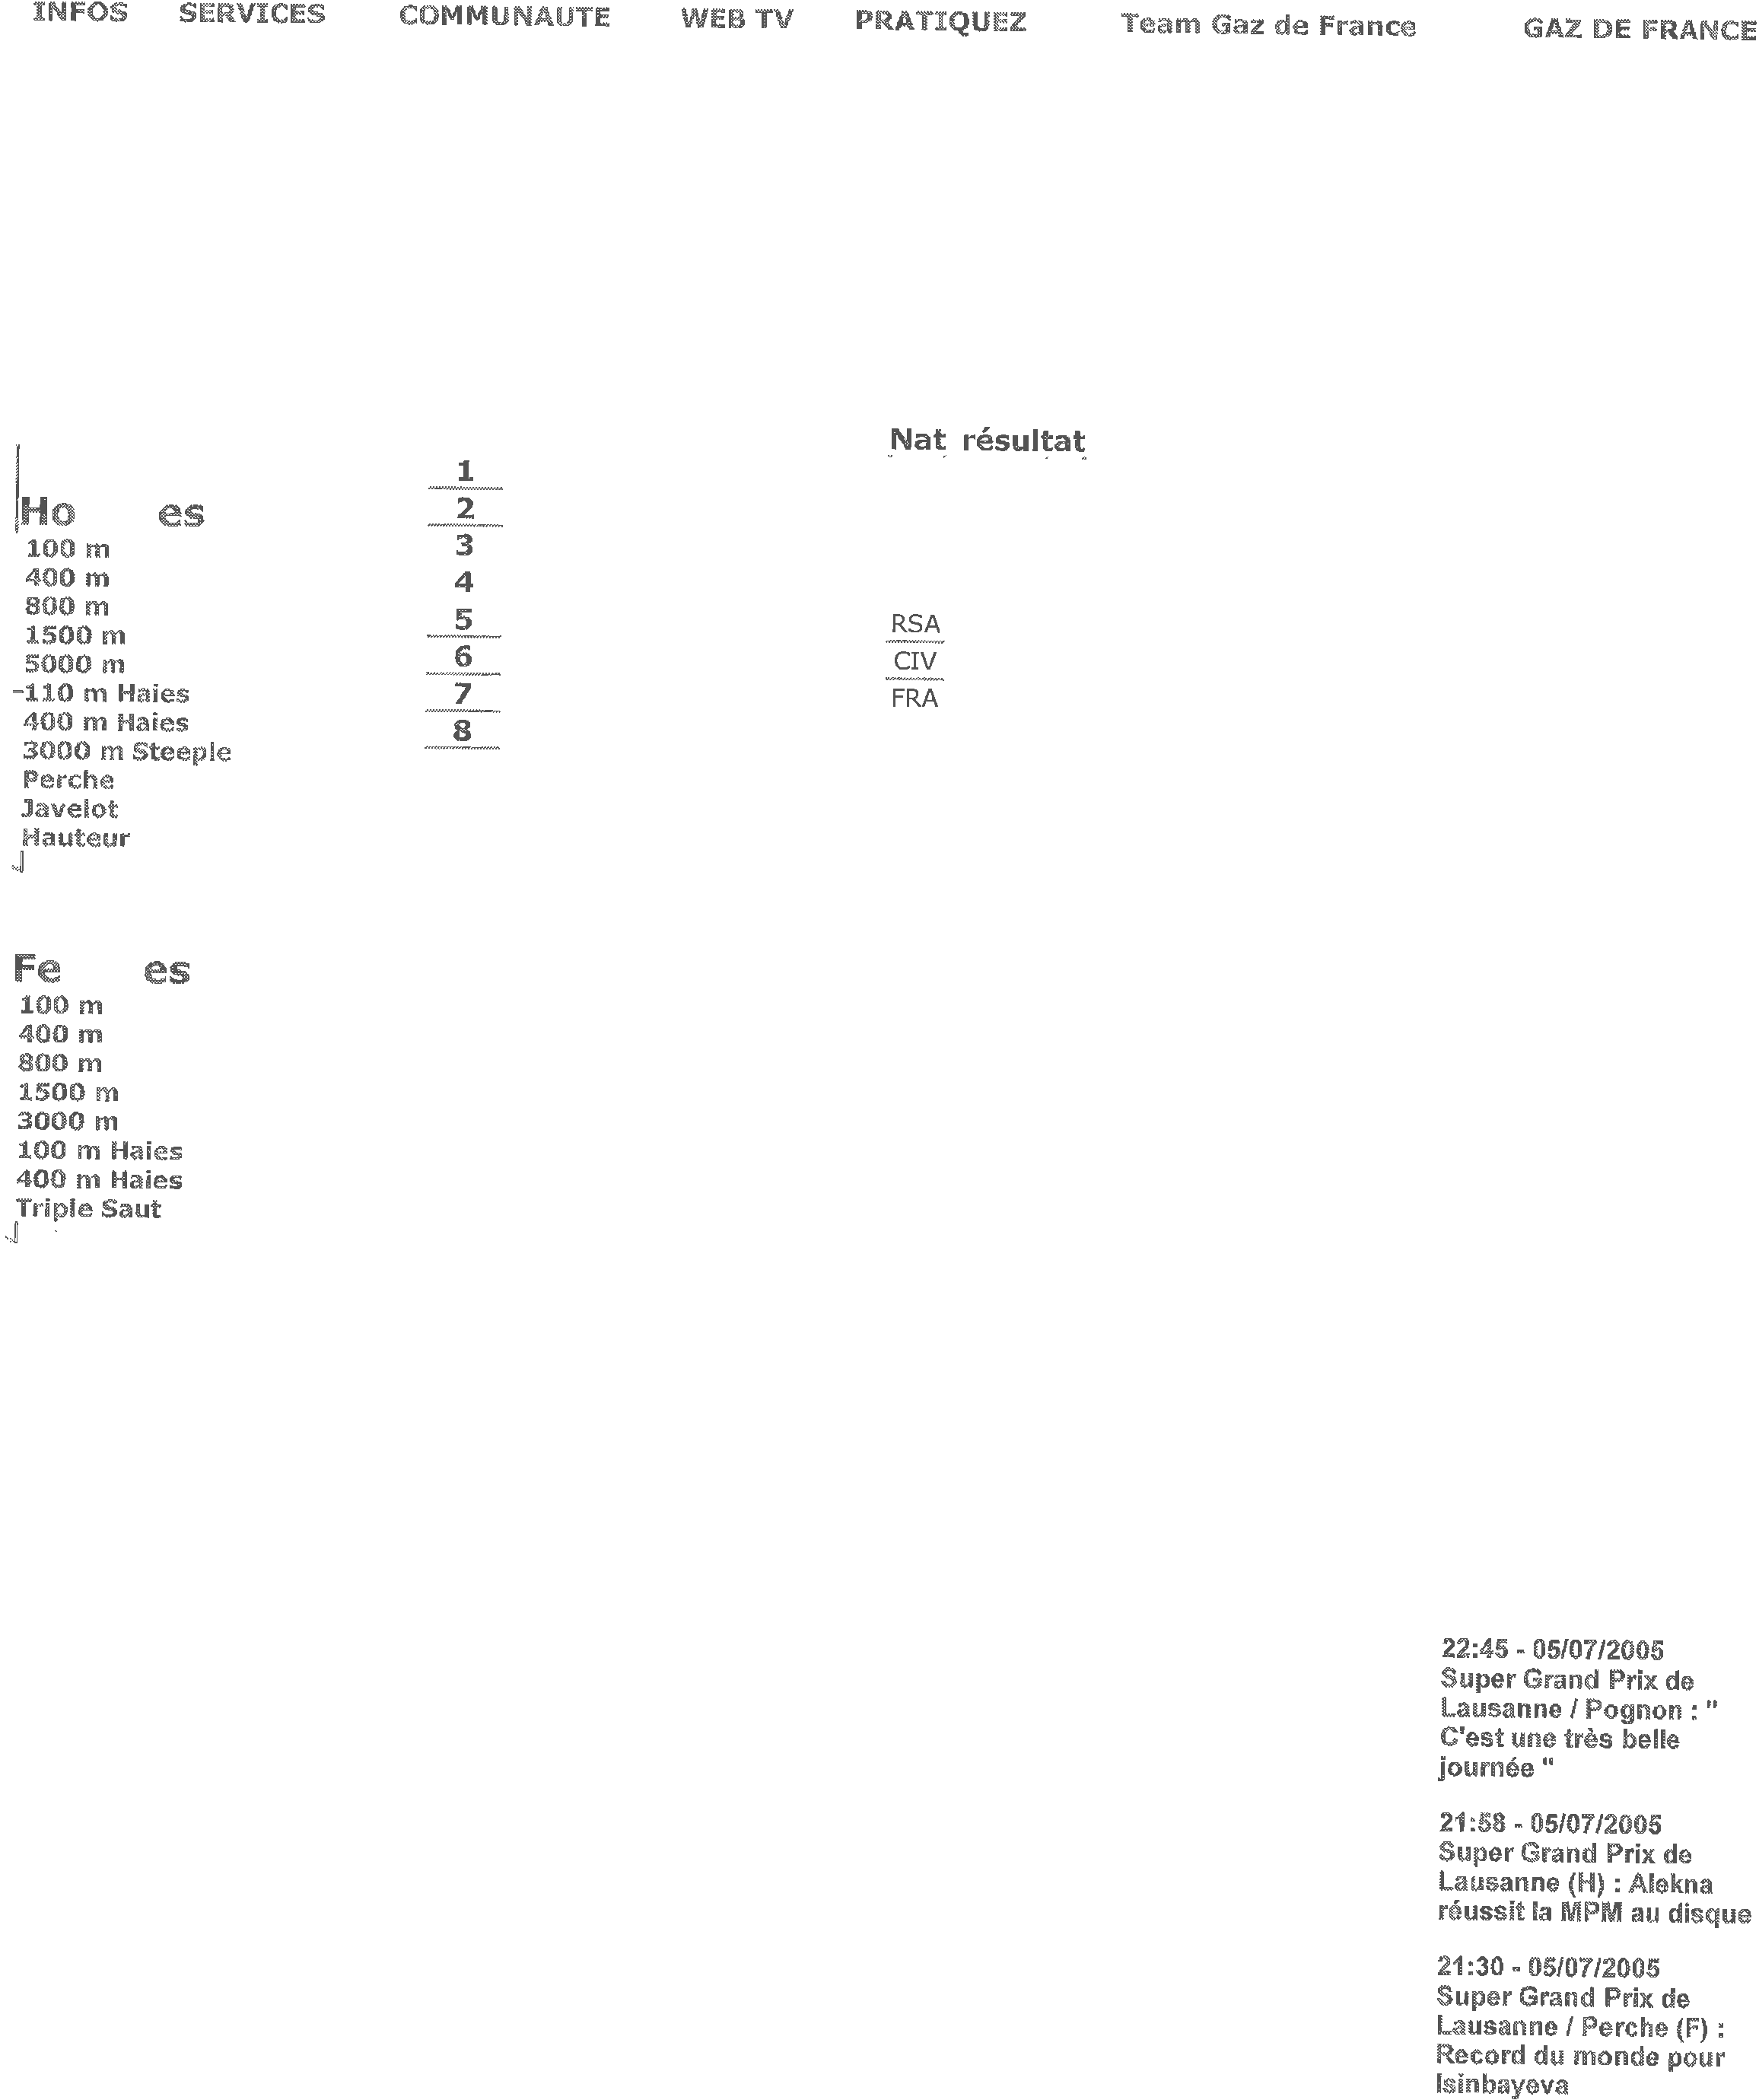 INFOS SERVICES COMMUNAUTE WEB TV PRATIQUEZ Team Gaz de France GAZ DE FRANCE
Nat résultat
1
2
3
4
5 RSA
6 CIV
7 FRA
8
Ho es
100 m
400 m
800 m
1500 m
5000 m
-110 m Haies
400 m Haies
3000 m Steeple
Perche
Javelot
Hauteur
Fe es
100 m
400 m
800 m
1500 m
3000 m
100 m Haies
400 m Haies
Triple Saut
22:45 - 05/07/2005
Super Grand Prix de
Lausanne / Pognon : "
C'est une très belle
journée "
21:58 - 05/07/2005
Super Grand Prix de
Lausanne (H) : Alekna
réussit la MPM au disque
21:30 - 05/07/2005
Super Grand Prix de
Lausanne / Perche (F) :
Record du monde pour
Isinbayeva